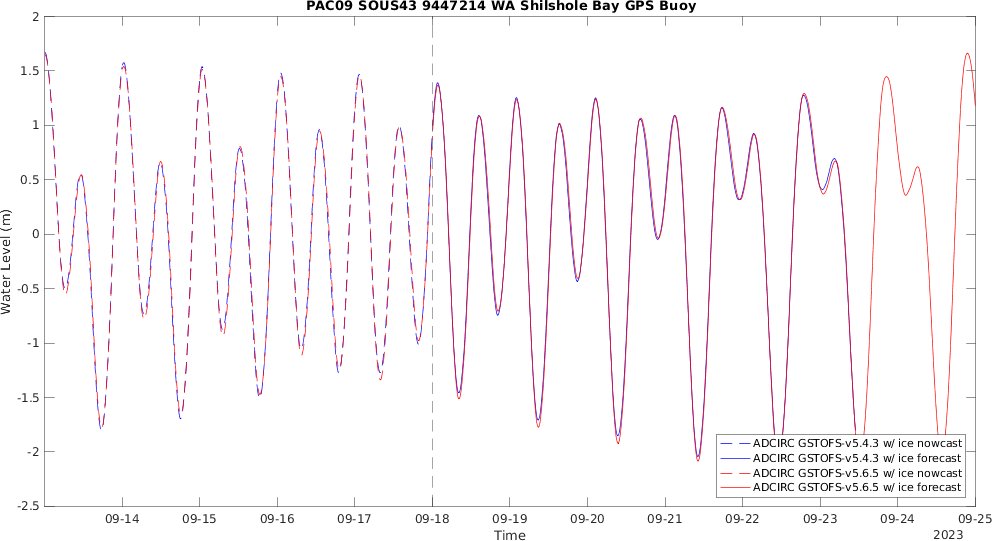 PAC09 SOUS43 9447214 WA Shilshole Bay GPS Buoy
2
1.5
1
0.5
0
-0.5
-1
-1.5
-2
-2.5
Water Level (m)
ADCIRC GSTOFS-v5.4.3 w/ ice nowcast
ADCIRC GSTOFS-v5.4.3 w/ ice forecast
ADCIRC GSTOFS-v5.6.5 w/ ice nowcast
ADCIRC GSTOFS-v5.6.5 w/ ice forecast
09-14 09-15 09-16 09-17 09-18 09-19 09-20 09-21 09-22 09-23 09-24 09-25
Time
2023